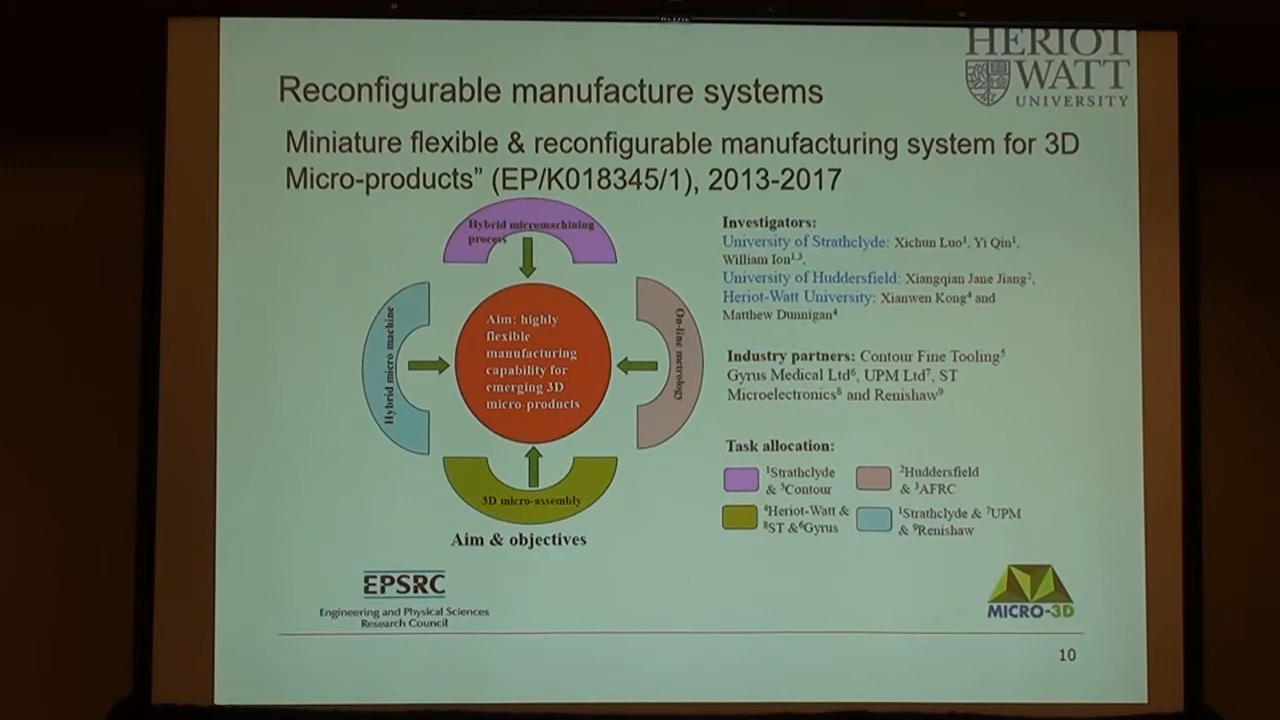 HERIOT
WATT
UNIVERSITY
Reconfigurable manufacture systems
Miniature flexible & reconfigurable manufacturing system for 3D
Micro-products” (EP/K018345/1), 2013-2017
Hybrid micromachining
process
Hybrid micro machine
Aim: highly
flexible
manufacturing
capability for
emerging 3D
micro-products
On-line metrology
3D micro-assembly
Aim & objectives
Investigators:
University of Strathclyde: Xichun Luo¹, Yi Qin¹,
William Ion¹,³,
University of Huddersfield: Xiangqian Jane Jiang²,
Heriot-Watt University: Xianwen Kong⁴ and
Matthew Dunnigan⁴
Industry partners: Contour Fine Tooling⁵
Gyrus Medical Ltd⁶, UPM Ltd⁷, ST
Microelectronics⁸ and Renishaw⁹
Task allocation:
¹Strathclyde
& ⁵Contour
²Huddersfield
& ³AFRC
⁴Heriot-Watt &
⁸ST &⁶Gyrus
¹Strathclyde & ⁷UPM
& ⁹Renishaw
EPSRC
Engineering and Physical Sciences
Research Council
MICRO-3D
10